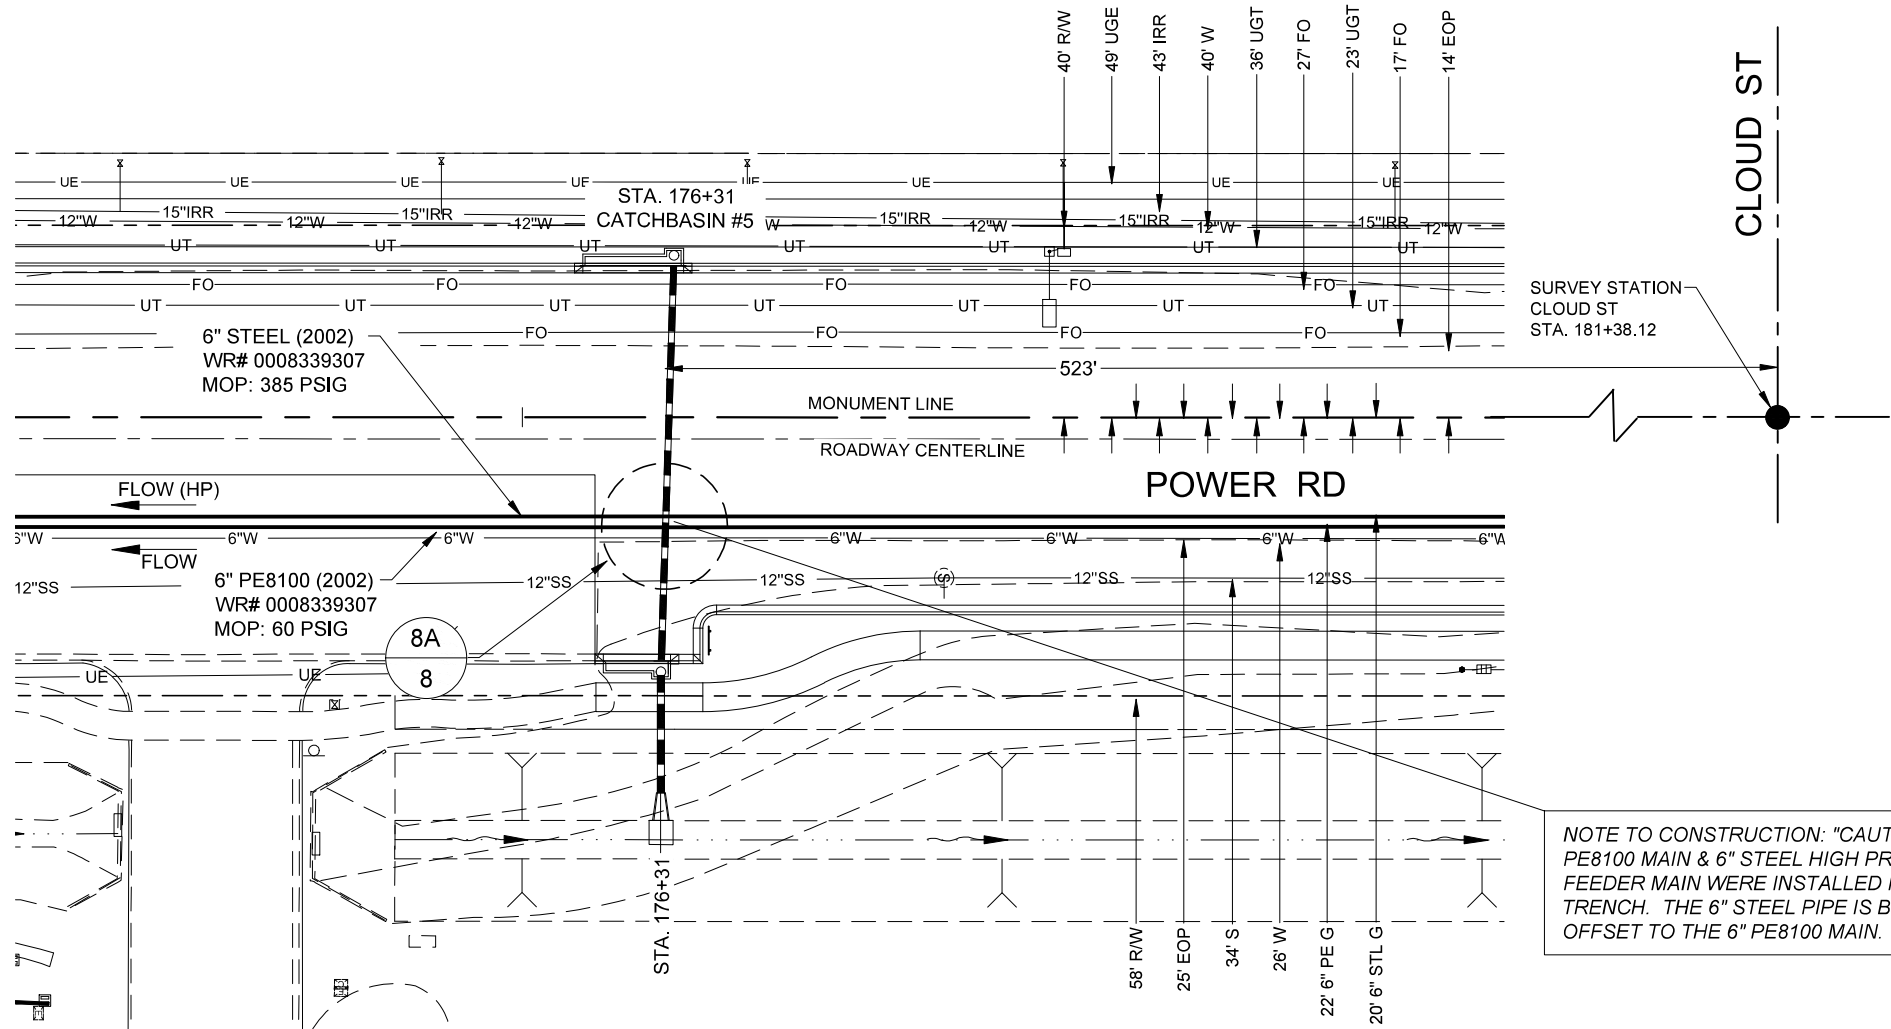 40' R/W
49' UGE
43' IRR
40' W
36' UGT
27' FO
23' UGT
17' FO
14' EOP
CLOUD ST
UE UE UE UE UE UE UE
STA. 176+31
CATCHBASIN #5
15"IRR 15"IRR 15"IRR 15"IRR 15"IRR
12"W 12"W 12"W W 12"W 12"W 12"W
UT UT UT UT UT UT UT
FO FO FO FO FO
UT UT UT UT UT UT UT
FO FO FO FO
SURVEY STATION
CLOUD ST
STA. 181+38.12
6" STEEL (2002)
WR# 0008339307
MOP: 385 PSIG
523'
MONUMENT LINE
ROADWAY CENTERLINE
POWER RD
FLOW (HP)
6"W 6"W 6"W 6"W 6"W 6"W
FLOW
6" PE8100 (2002)
WR# 0008339307
MOP: 60 PSIG
12"SS 12"SS 12"SS 12"SS 12"SS
(S)
8A
8
UE UE
STA. 176+31
58' R/W
25' EOP
34' S
26' W
22' 6" PE G
20' 6" STL G
NOTE TO CONSTRUCTION:
PE8100 MAIN & 6" STEEL HIGH
FEEDER MAIN WERE INSTALLED
TRENCH. THE 6" STEEL PIPE IS
OFFSET TO THE 6" PE8100 MAIN.